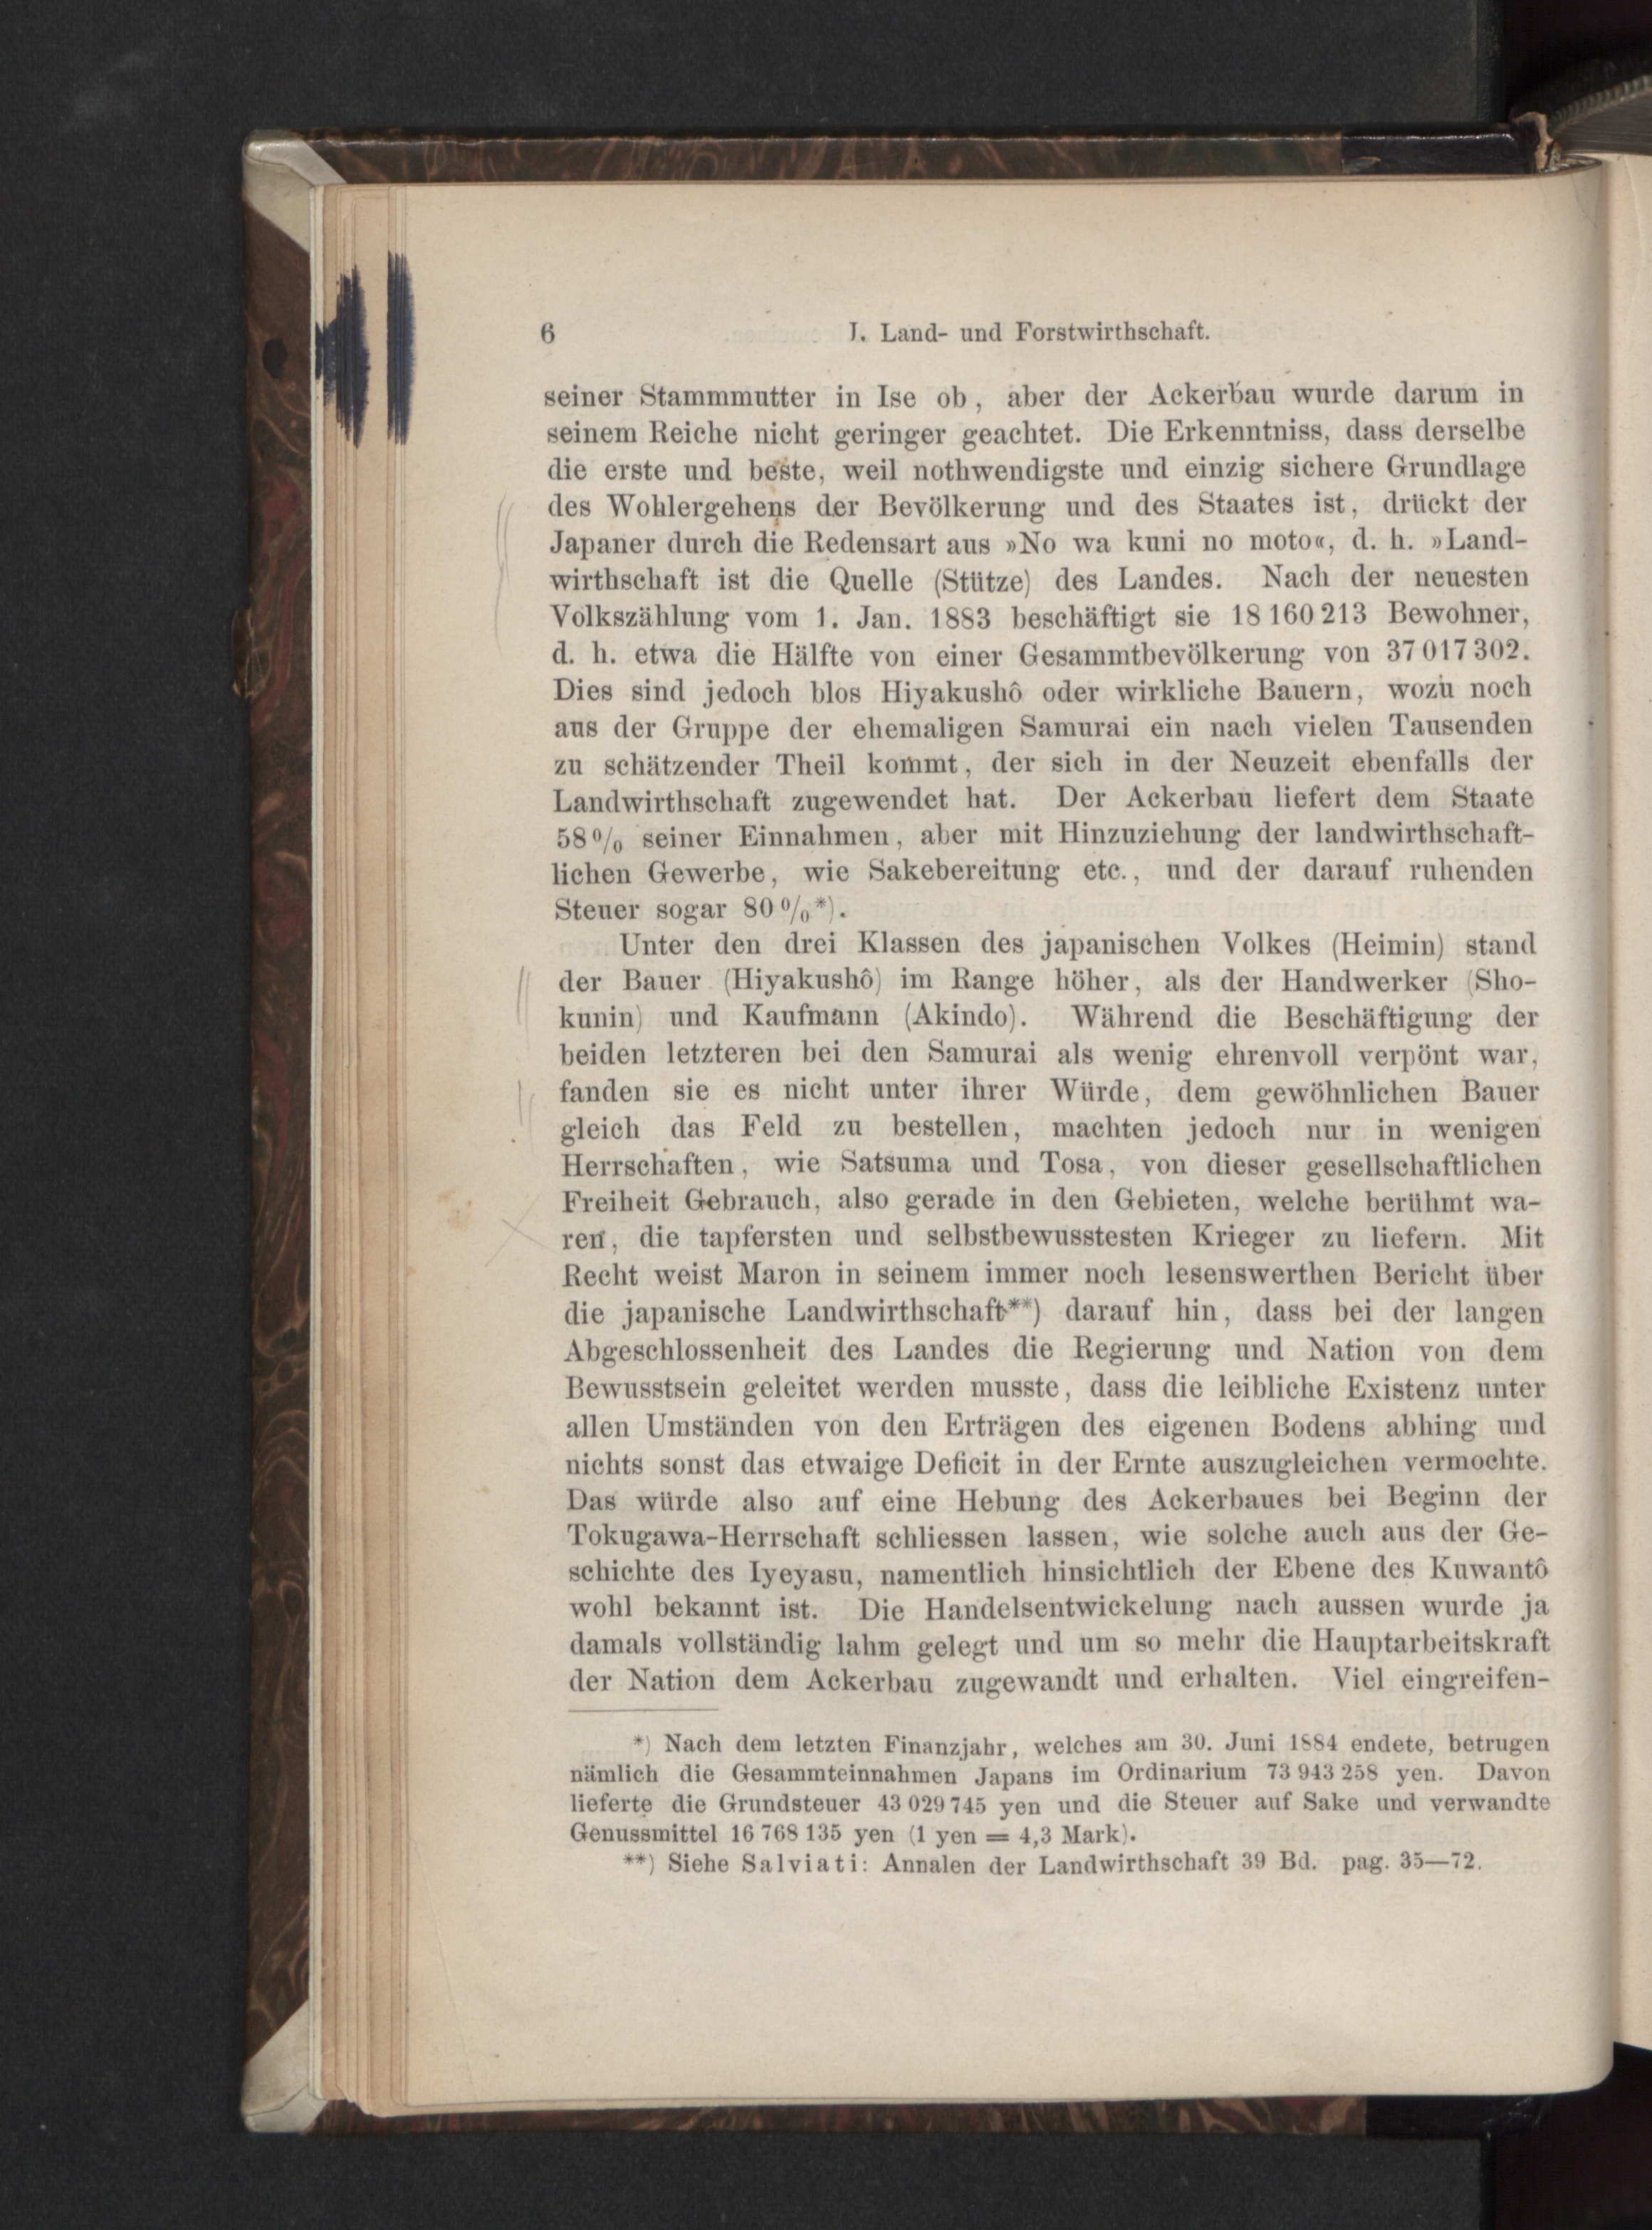 6 I. Land- und Forstwirthschaft.
seiner Stammmutter in Ise ob, aber der Ackerbau wurde darum in
seinem Reiche nicht geringer geachtet. Die Erkenntniss, dass derselbe
die erste und beste, weil nothwendigste und einzig sichere Grundlage
des Wohlergehens der Bevölkerung und des Staates ist, drückt der
Japaner durch die Redensart aus »No wa kuni no moto«, d. h. »Land-
wirthschaft ist die Quelle (Stütze) des Landes. Nach der neuesten
Volkszählung vom 1. Jan. 1883 beschäftigt sie 18 160 213 Bewohner,
d. h. etwa die Hälfte von einer Gesammtbevölkerung von 37 017 302.
Dies sind jedoch blos Hiyakushô oder wirkliche Bauern, wozu noch
aus der Gruppe der ehemaligen Samurai ein nach vielen Tausenden
zu schätzender Theil kommt, der sich in der Neuzeit ebenfalls der
Landwirthschaft zugewendet hat. Der Ackerbau liefert dem Staate
58 % seiner Einnahmen, aber mit Hinzuziehung der landwirthschaft-
lichen Gewerbe, wie Sakebereitung etc., und der darauf ruhenden
Steuer sogar 80 %*).
Unter den drei Klassen des japanischen Volkes (Heimin) stand
der Bauer (Hiyakushô) im Range höher, als der Handwerker (Sho-
kunin) und Kaufmann (Akindo). Während die Beschäftigung der
beiden letzteren bei den Samurai als wenig ehrenvoll verpönt war,
fanden sie es nicht unter ihrer Würde, dem gewöhnlichen Bauer
gleich das Feld zu bestellen, machten jedoch nur in wenigen
Herrschaften, wie Satsuma und Tosa, von dieser gesellschaftlichen
Freiheit Gebrauch, also gerade in den Gebieten, welche berühmt wa-
ren, die tapfersten und selbstbewusstesten Krieger zu liefern. Mit
Recht weist Maron in seinem immer noch lesenswerthen Bericht über
die japanische Landwirthschaft**) darauf hin, dass bei der langen
Abgeschlossenheit des Landes die Regierung und Nation von dem
Bewusstsein geleitet werden musste, dass die leibliche Existenz unter
allen Umständen von den Erträgen des eigenen Bodens abhing und
nichts sonst das etwaige Deficit in der Ernte auszugleichen vermochte.
Das würde also auf eine Hebung des Ackerbaues bei Beginn der
Tokugawa-Herrschaft schliessen lassen, wie solche auch aus der Ge-
schichte des Iyeyasu, namentlich hinsichtlich der Ebene des Kuwantô
wohl bekannt ist. Die Handelsentwickelung nach aussen wurde ja
damals vollständig lahm gelegt und um so mehr die Hauptarbeitskraft
der Nation dem Ackerbau zugewandt und erhalten. Viel eingreifen-
*) Nach dem letzten Finanzjahr, welches am 30. Juni 1884 endete, betrugen
nämlich die Gesammteinnahmen Japans im Ordinarium 73 943 258 yen. Davon
lieferte die Grundsteuer 43 029 745 yen und die Steuer auf Sake und verwandte
Genussmittel 16 768 135 yen (1 yen = 4,3 Mark).
**) Siehe Salviati: Annalen der Landwirthschaft 39 Bd. pag. 35—72.